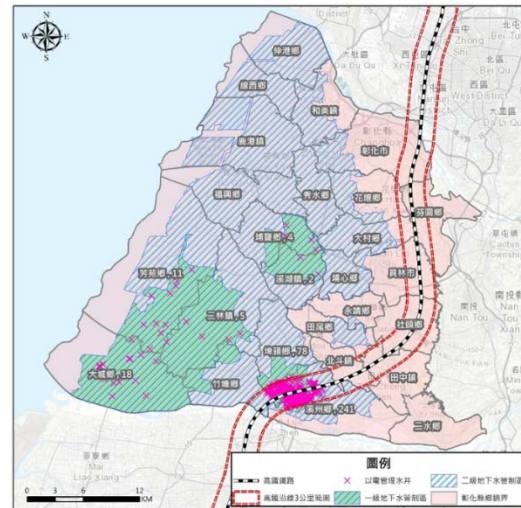 N
W
E
S
伸港鄉
線西鄉
和美鎮
鹿港鎮
彰化市
福興鄉
秀水鄉
花壇鄉
芬園鄉
埔鹽鄉,4
大村鄉
芳苑鄉,11
溪湖鎮,2
埔心鄉
員林市
二林鎮,5
永靖鄉
田尾鄉
社頭鄉
埤頭鄉,78
北斗鎮
大城鄉,18
竹塘鄉
田中鎮
溪州鄉,241
二水鄉
南投
Nan Tou
Mai
Liao Xiang
0
3
6
12
KM
圖例
高鐵鐵路
以電管理水井
二級地下水管制區
高鐵沿線3公里範圍
一級地下水管制區
彰化縣鄉鎮界